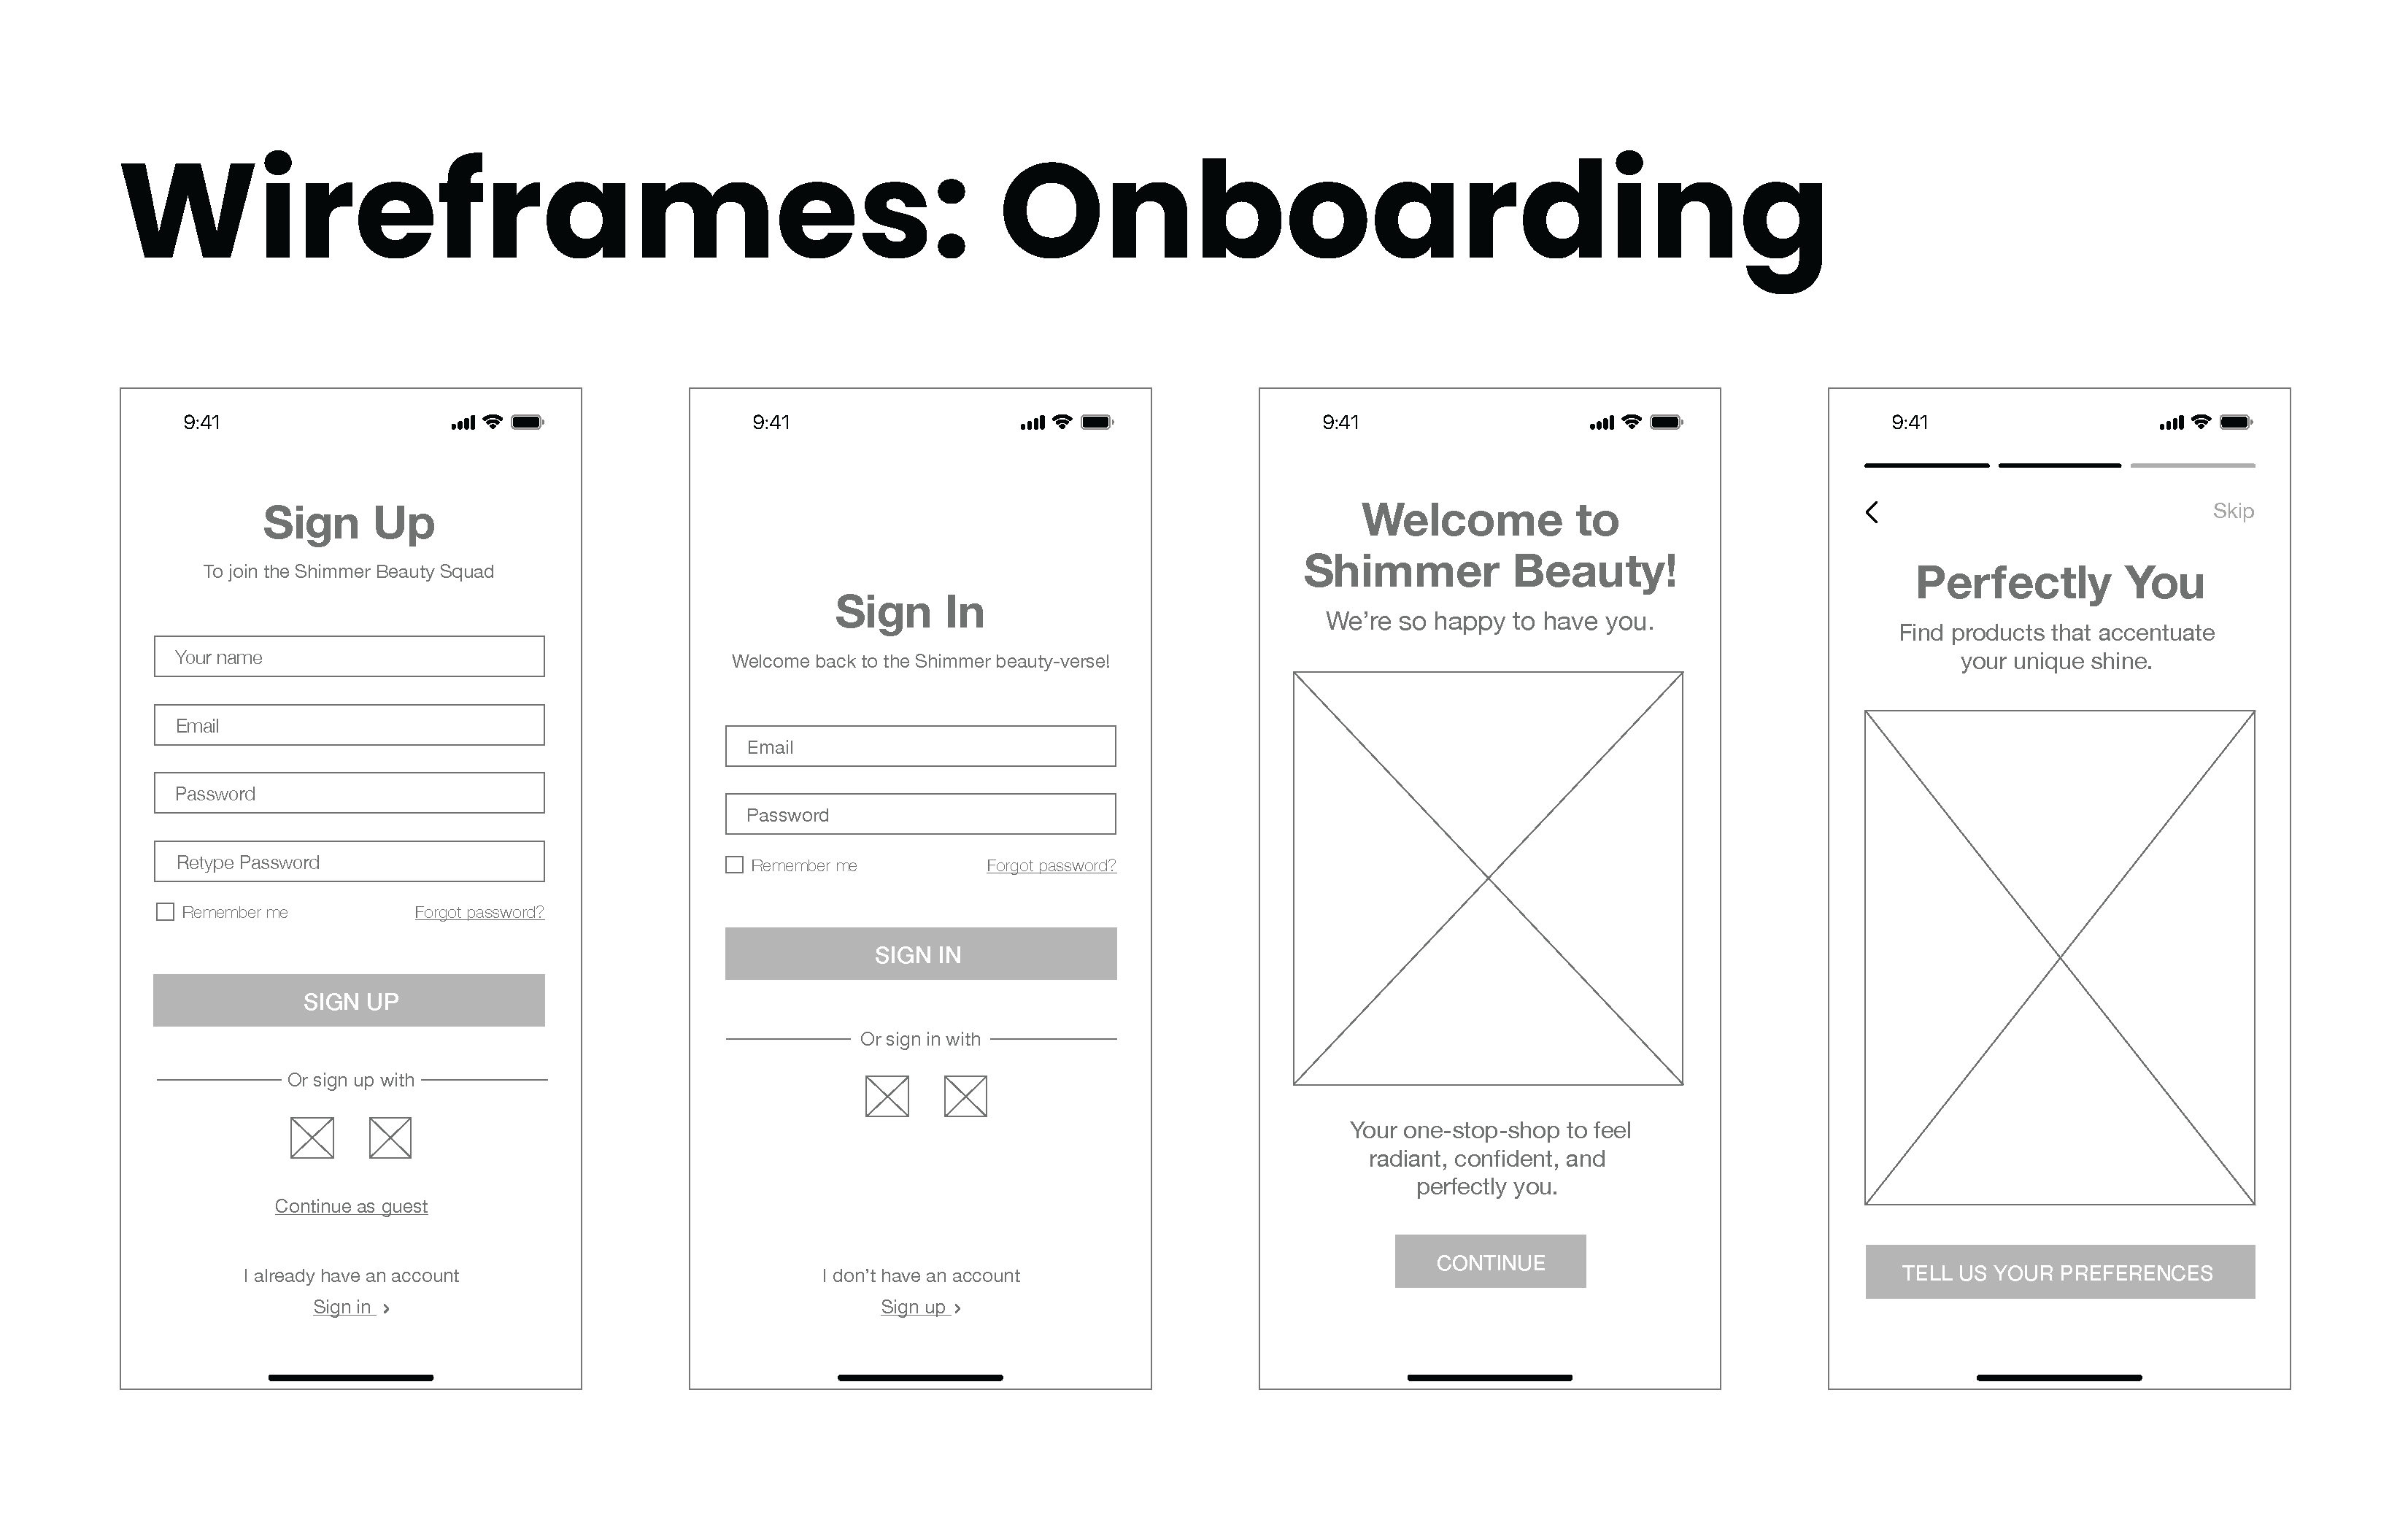 Wireframes: Onboarding
9:41
Sign Up
To join the Shimmer Beauty Squad
Your name
Email
Password
Retype Password
Remember me Forgot password?
SIGN UP
Or sign up with
Continue as guest
I already have an account
Sign in ›
9:41
Sign In
Welcome back to the Shimmer beauty-verse!
Email
Password
Remember me Forgot password?
SIGN IN
Or sign in with
I don’t have an account
Sign up ›
9:41
Welcome to
Shimmer Beauty!
We’re so happy to have you.
Your one-stop-shop to feel
radiant, confident, and
perfectly you.
CONTINUE
9:41
Skip
Perfectly You
Find products that accentuate
your unique shine.
TELL US YOUR PREFERENCES